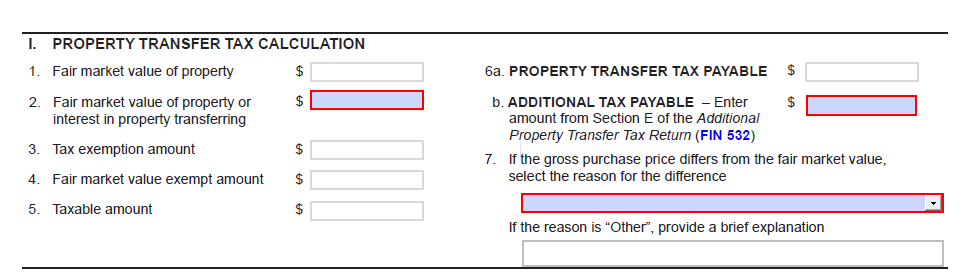 I. PROPERTY TRANSFER TAX CALCULATION
1. Fair market value of property $
2. Fair market value of property or $
interest in property transferring
3. Tax exemption amount $
4. Fair market value exempt amount $
5. Taxable amount $
6a. PROPERTY TRANSFER TAX PAYABLE $
b. ADDITIONAL TAX PAYABLE – Enter $
amount from Section E of the Additional
Property Transfer Tax Return (FIN 532)
7. If the gross purchase price differs from the fair market value,
select the reason for the difference
If the reason is “Other”, provide a brief explanation